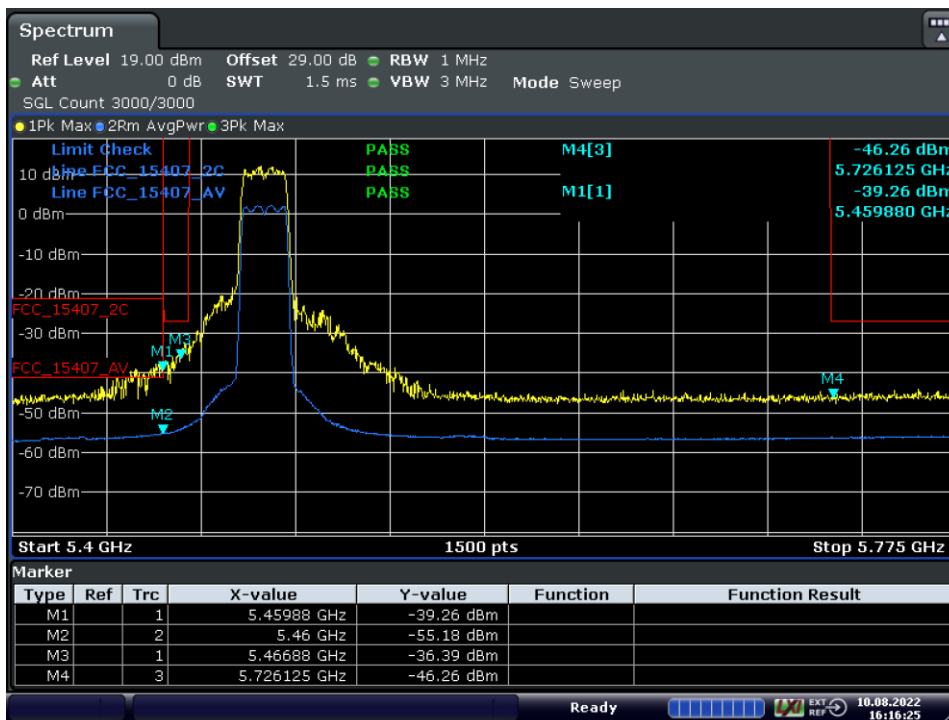 Spectrum
Ref Level 19.00 dBm Offset 29.00 dB RBW 1 MHz
Att 0 dB SWT 1.5 ms VBW 3 MHz Mode Sweep
SGL Count 3000/3000
1Pk Max 2Rm AvgPwr 3Pk Max
Limit Check PASS M4[3] -46.26 dBm
10 dBm Line FCC_15407_2C PASS 5.726125 GHz
Line FCC_15407_AV PASS M1[1] -39.26 dBm
0 dBm 5.459880 GHz
-10 dBm
-20 dBm
FCC_15407_2C
-30 dBm
M3
M1
FCC_15407_AV
M4
-50 dBm
M2
-60 dBm
-70 dBm
Start 5.4 GHz 1500 pts Stop 5.775 GHz
Marker
Type Ref Trc X-value Y-value Function Function Result
M1 1 5.45988 GHz -39.26 dBm
M2 2 5.46 GHz -55.18 dBm
M3 1 5.46688 GHz -36.39 dBm
M4 3 5.726125 GHz -46.26 dBm
Ready LXI EXT REF 10.08.2022
16:16:25